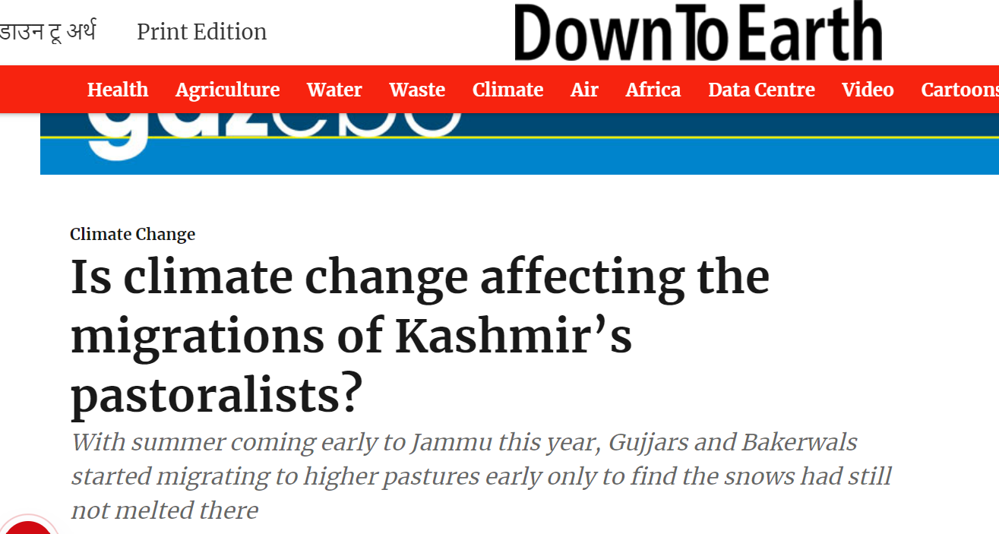 डाउन टू अर्थ Print Edition DownToEarth
Health Agriculture Water Waste Climate Air Africa Data Centre Video Cartoons
gazebo
Climate Change
Is climate change affecting the
migrations of Kashmir’s
pastoralists?
With summer coming early to Jammu this year, Gujjars and Bakerwals
started migrating to higher pastures early only to find the snows had still
not melted there